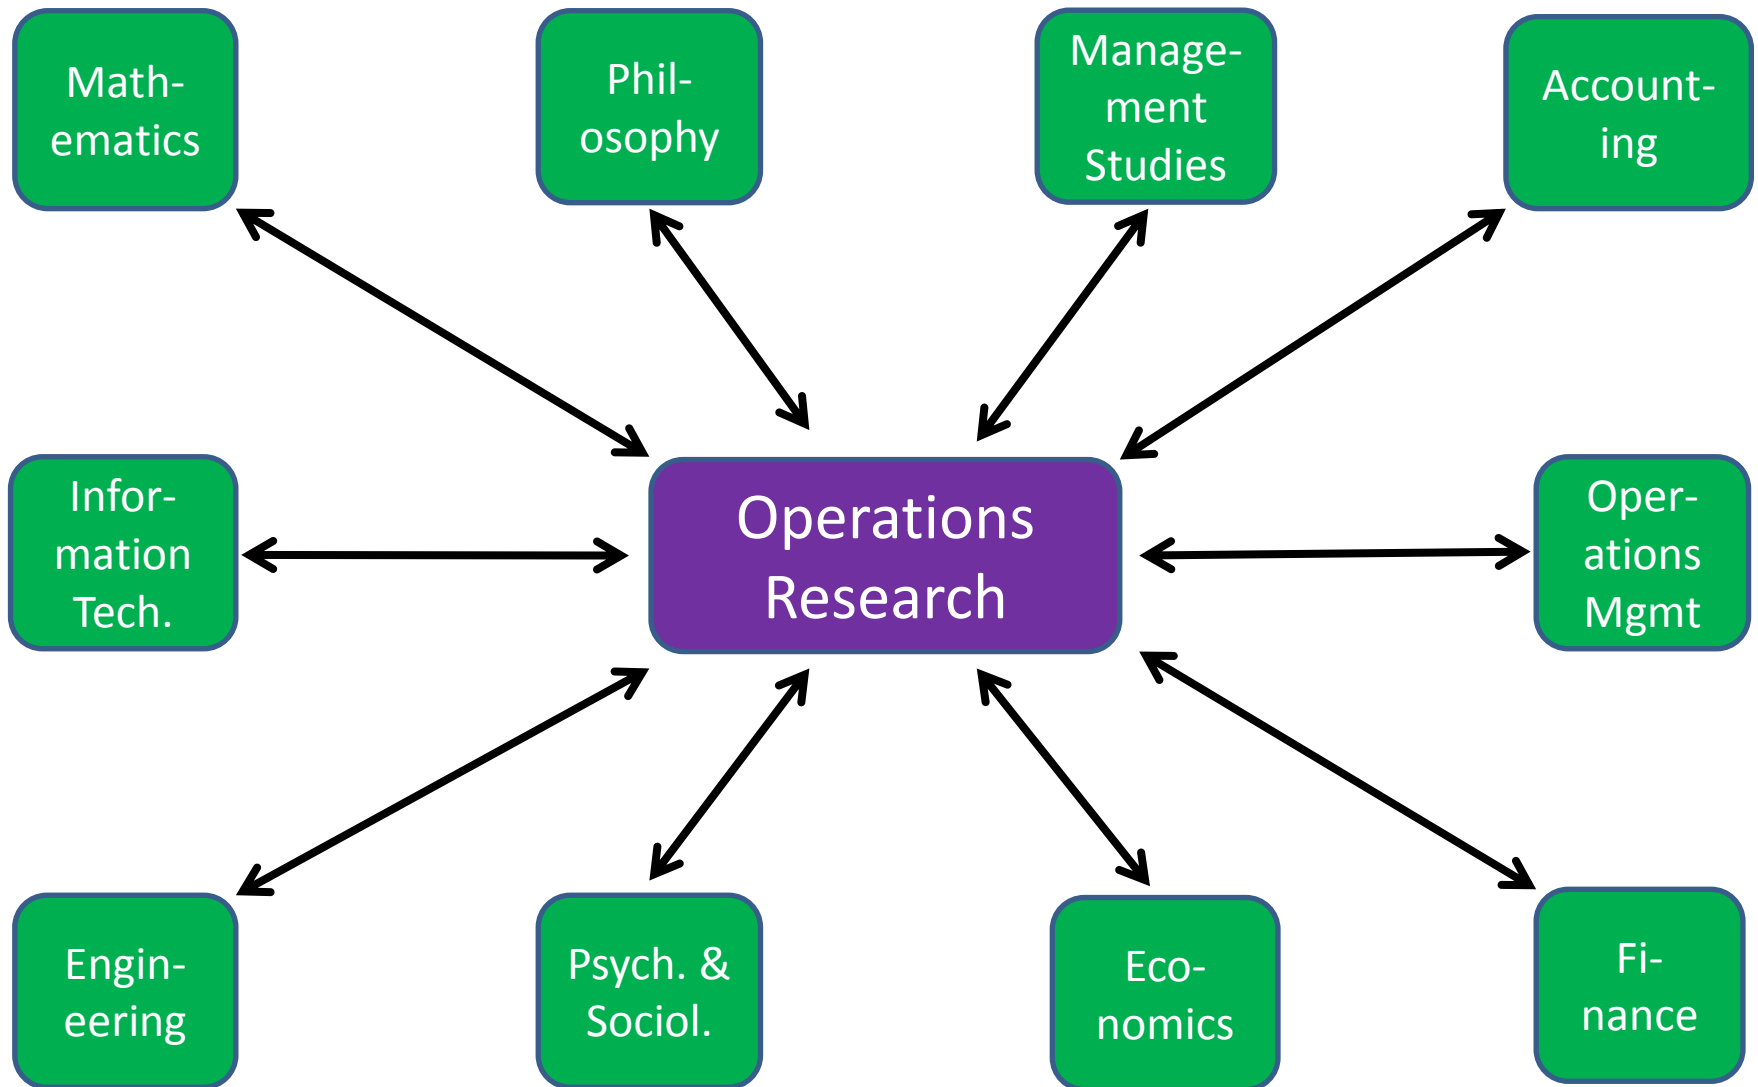 Math-
ematics
Phil-
osophy
Manage-
ment
Studies
Account-
ing
Infor-
mation
Tech.
Operations
Research
Oper-
ations
Mgmt
Engin-
eering
Psych. &
Sociol.
Eco-
nomics
Fi-
nance